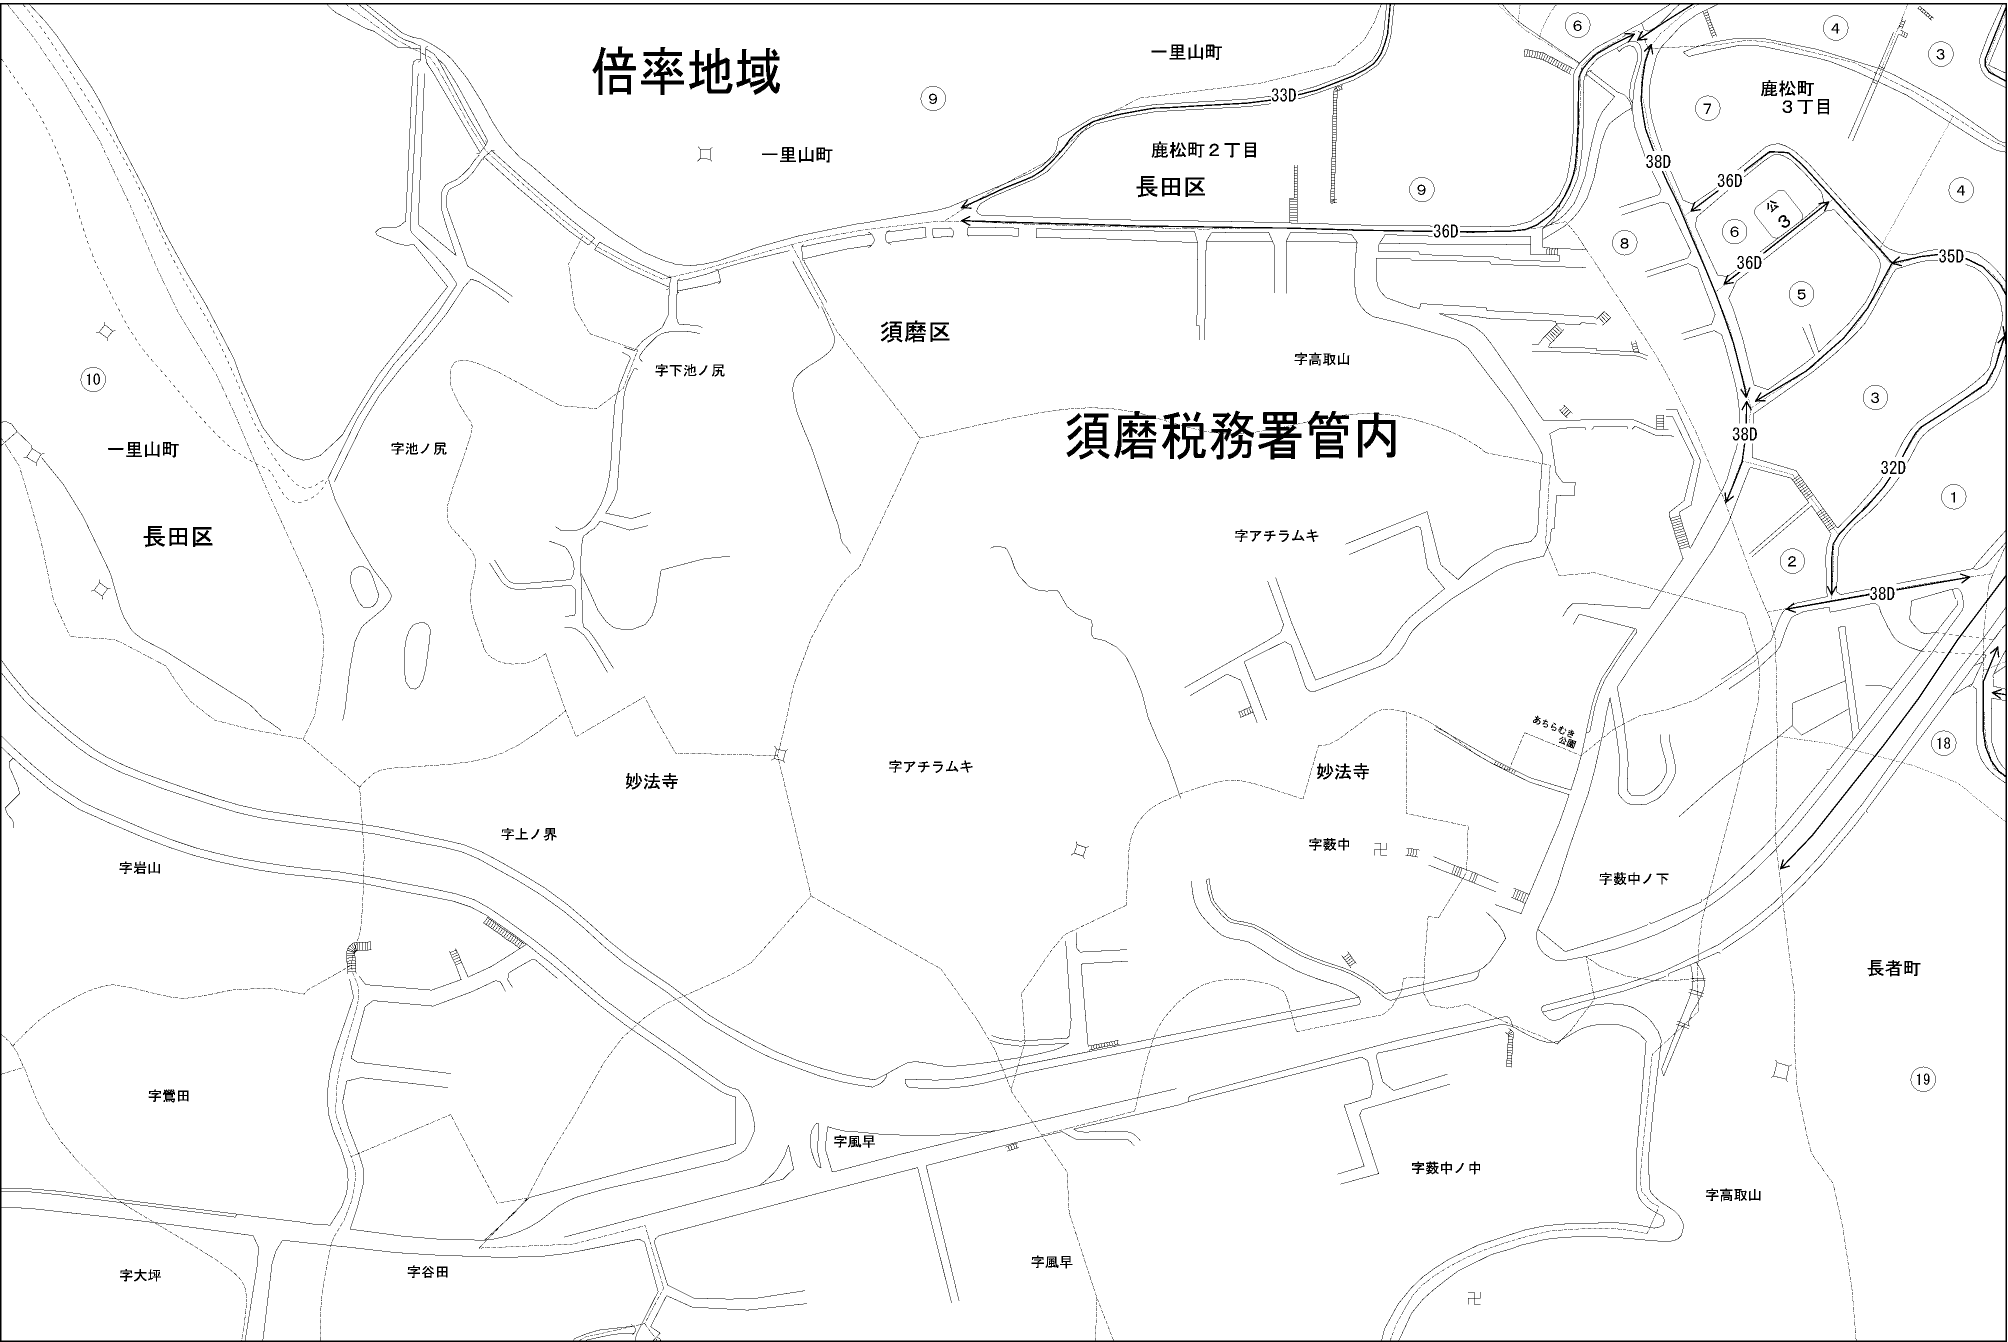 ⑥
④
③
一里山町
倍率地域
⑨
33D
鹿松町
３丁目
⑦
一里山町
鹿松町２丁目
長田区
⑨
38D
36D
公
3
④
36D
⑥
⑧
36D
35D
⑤
須磨区
字高取山
字下池ノ尻
⑩
③
須磨税務署管内
38D
一里山町
字池ノ尻
32D
①
長田区
字アチラムキ
②
38D
あちらむき
公園
⑱
字アチラムキ
妙法寺
妙法寺
字上ノ界
字薮中
字岩山
字薮中ノ下
長者町
⑲
字鶯田
字風早
字薮中ノ中
字高取山
字風早
字大坪
字谷田